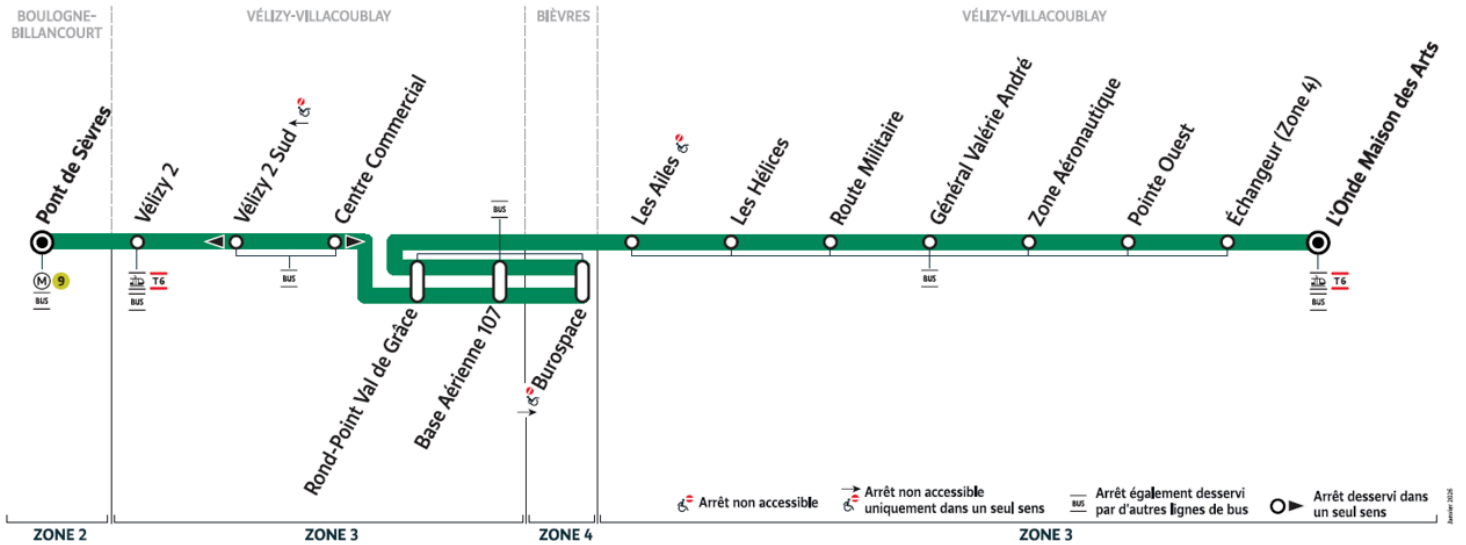 BOULOGNE-
BILLANCOURT
VÉLIZY-VILLACOUBLAY
BIÈVRES
VÉLIZY-VILLACOUBLAY
Pont de Sèvres
Vélizy 2
Vélizy 2 Sud
Centre Commercial
Les Ailes
Les Hélices
Route Militaire
Général Valérie André
Zone Aéronautique
Pointe Ouest
Échangeur (Zone 4)
L'Onde Maison des Arts
BUS
M 9
BUS
T6
BUS
BUS
BUS
T6
BUS
Rond-Point Val de Grâce
Base Aérienne 107
Burospace
Arrêt non accessible
Arrêt non accessible
uniquement dans un seul sens
BUS
Arrêt également desservi
par d'autres lignes de bus
Arrêt desservi dans
un seul sens
Janvier 2026
ZONE 2
ZONE 3
ZONE 4
ZONE 3